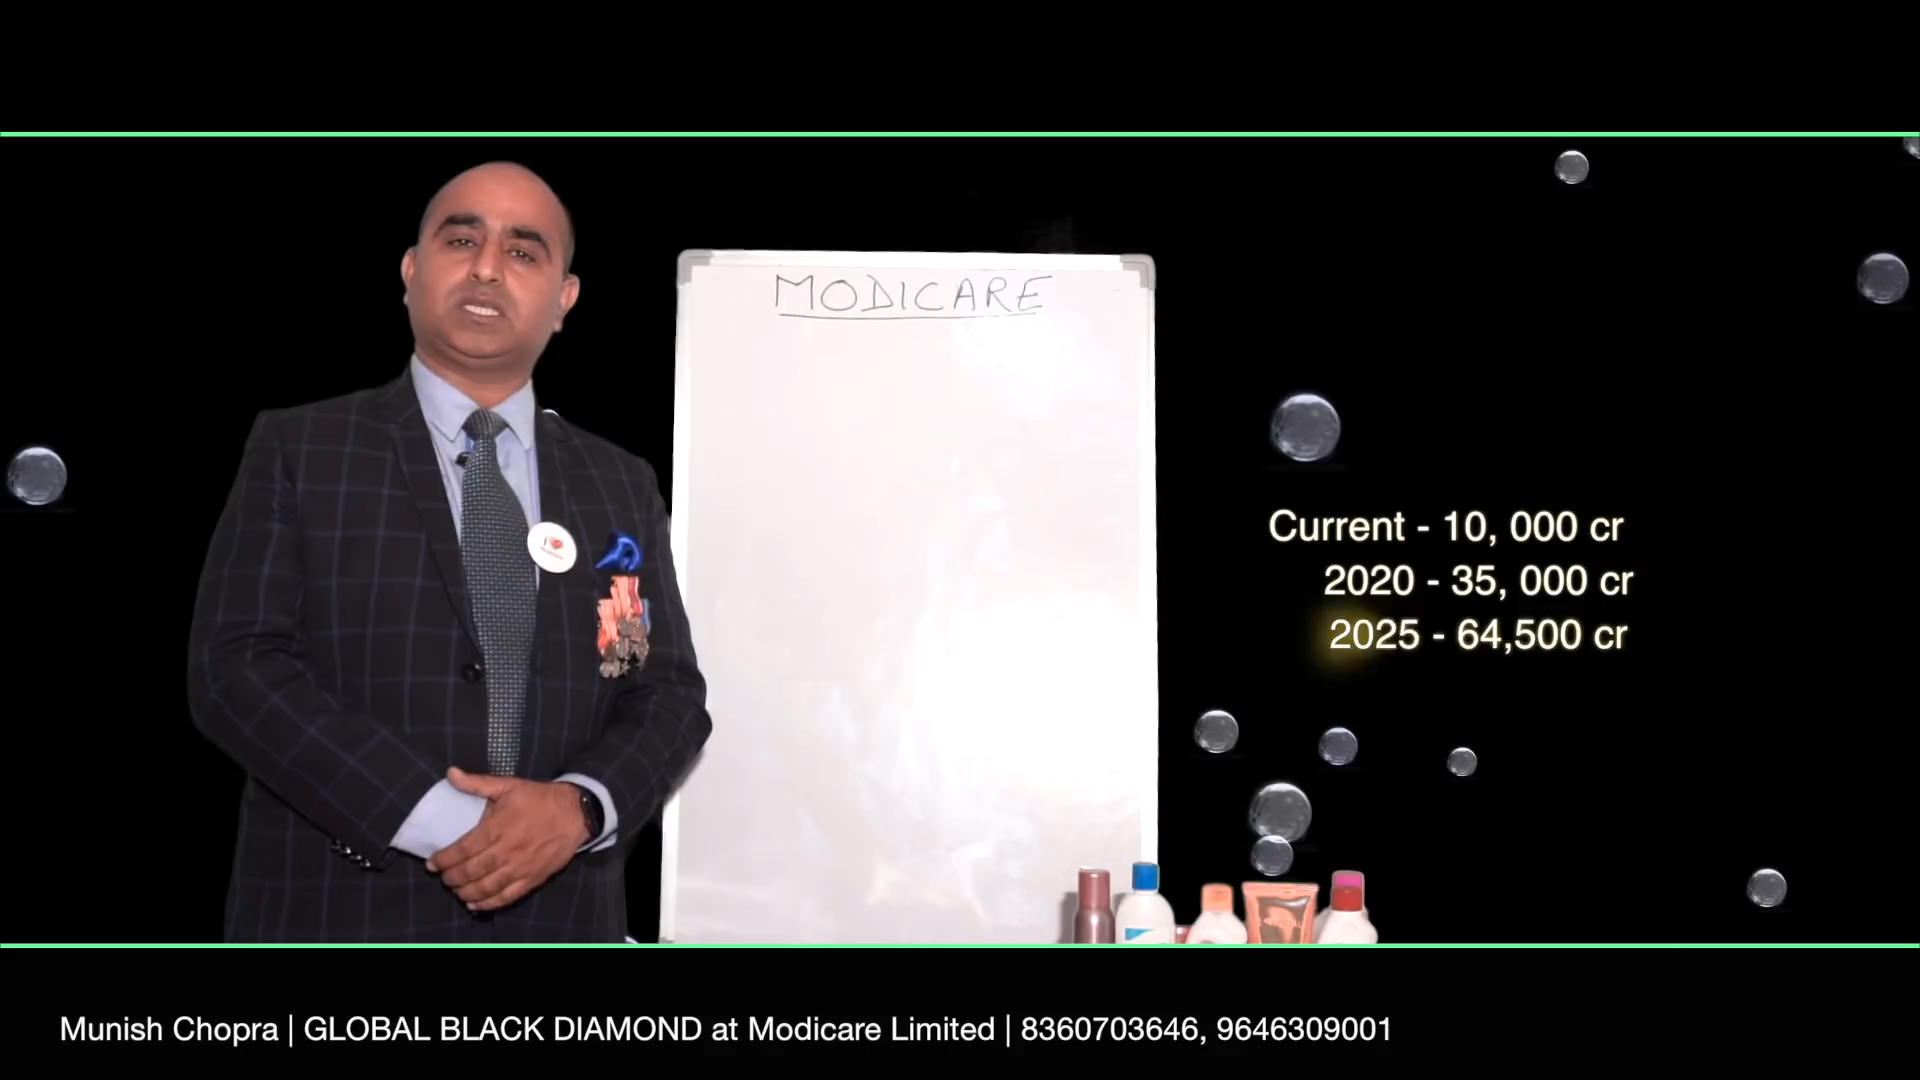 MODICARE
I
Current - 10, 000 cr
2020 - 35, 000 cr
2025 - 64,500 cr
Munish Chopra | GLOBAL BLACK DIAMOND at Modicare Limited | 8360703646, 9646309001